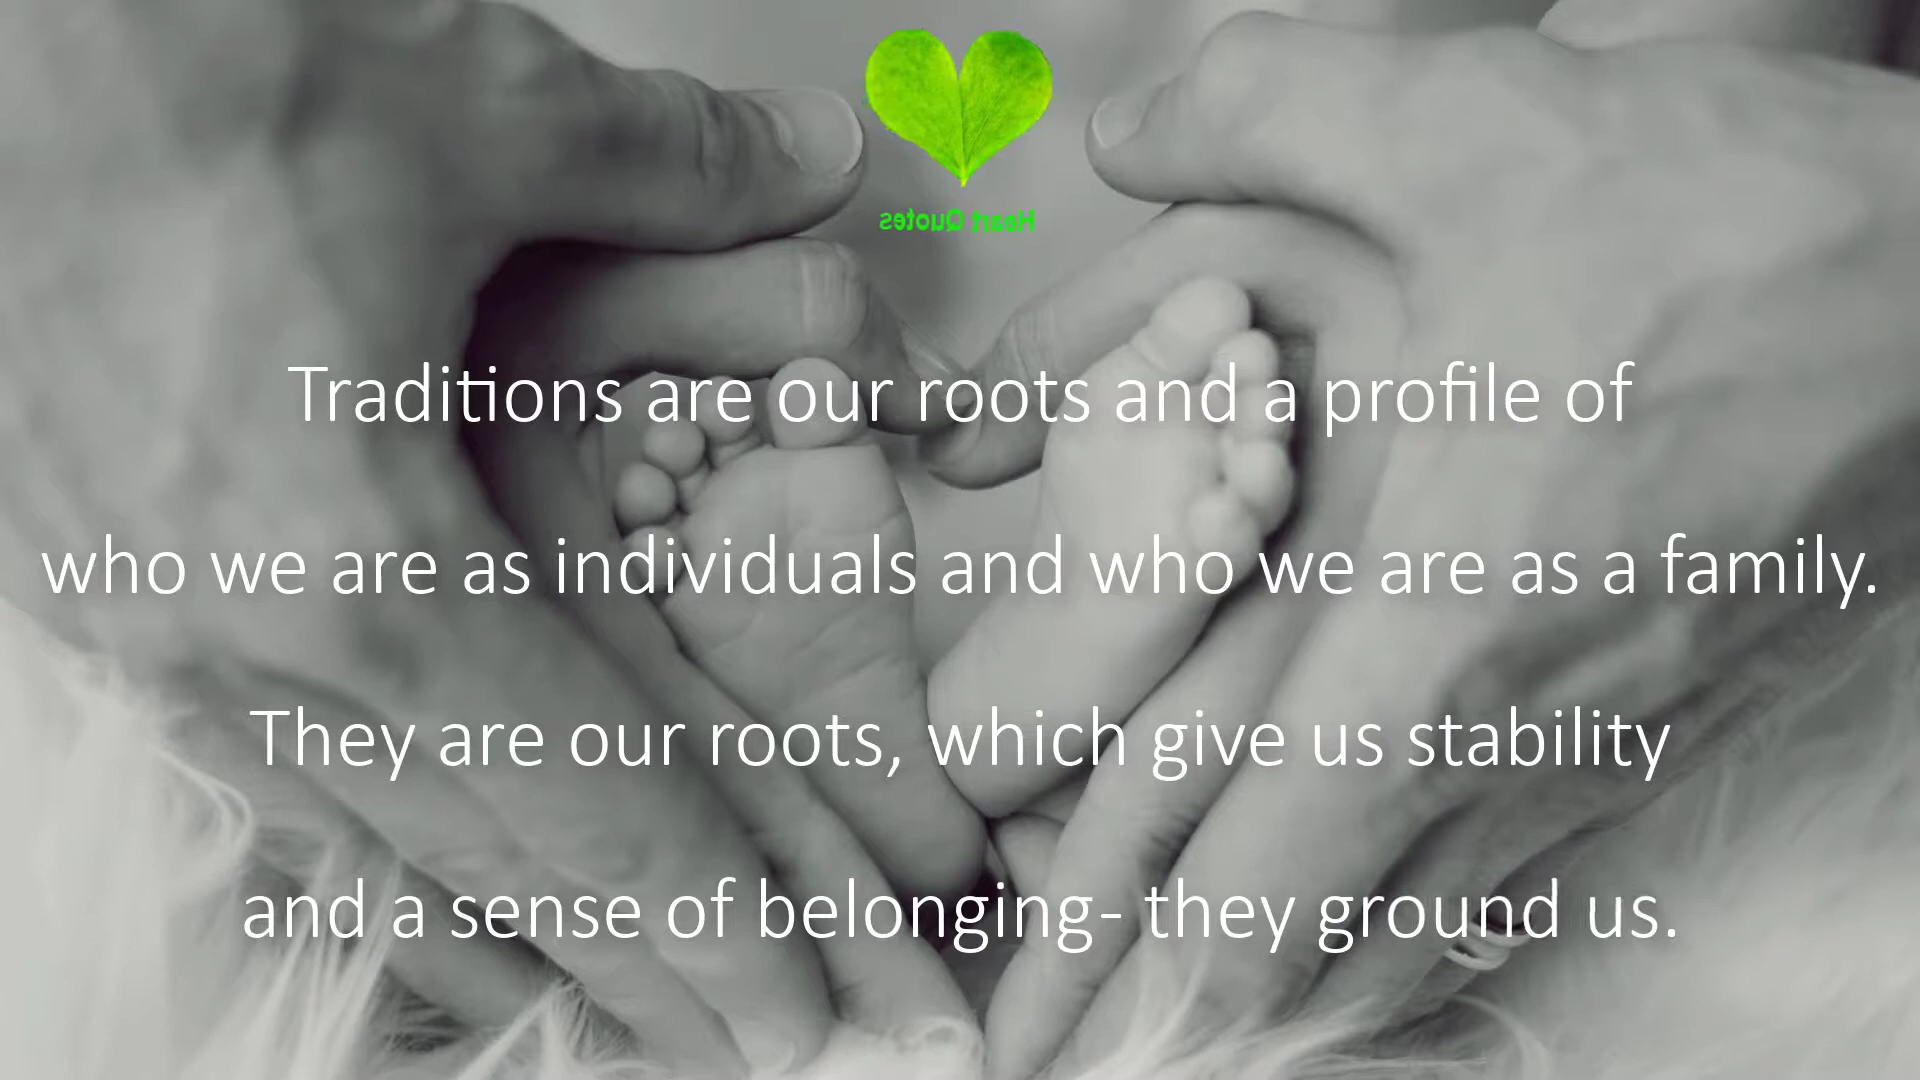 Heart Quotes
Traditions are our roots and a profile of
who we are as individuals and who we are as a family.
They are our roots, which give us stability
and a sense of belonging- they ground us.